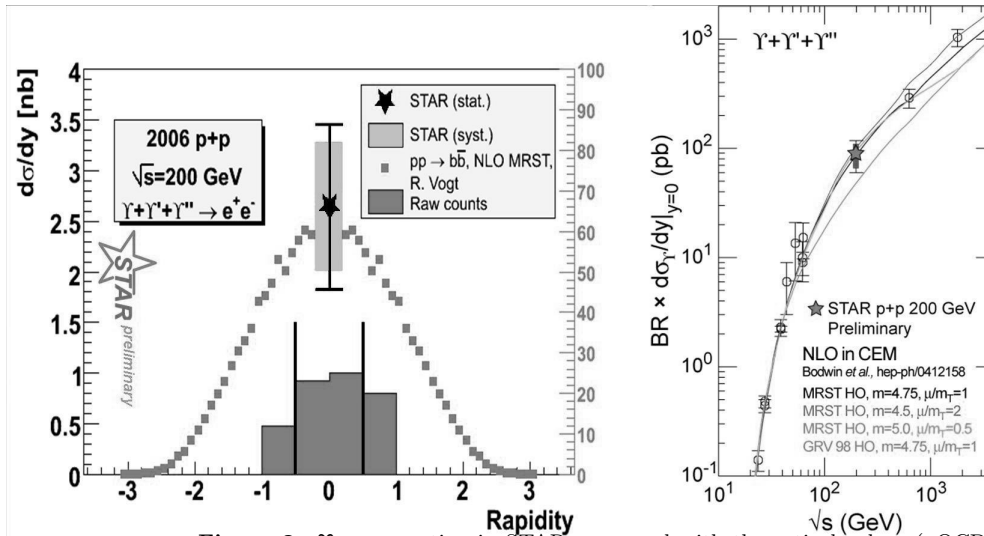 dσ/dy [nb]
4
3.5
3
2.5
2
1.5
1
0.5
0
100
90
80
70
60
50
40
30
20
10
0
-3 -2 -1 0 1 2 3
Rapidity
2006 p+p
√s=200 GeV
ϒ+ϒ'+ϒ'' → e⁺e⁻
STAR preliminary
STAR (stat.)
STAR (syst.)
pp → bb̅, NLO MRST,
R. Vogt
Raw counts
BR × dσϒ/dy|y=0 (pb)
10³
10²
10¹
10⁰
10⁻¹
10¹ 10² 10³
√s (GeV)
ϒ+ϒ'+ϒ''
STAR p+p 200 GeV
Preliminary
NLO in CEM
Bodwin et al., hep-ph/0412158
MRST HO, m=4.75, μ/mT=1
MRST HO, m=4.5, μ/mT=2
MRST HO, m=5.0, μ/mT=0.5
GRV 98 HO, m=4.75, μ/mT=1